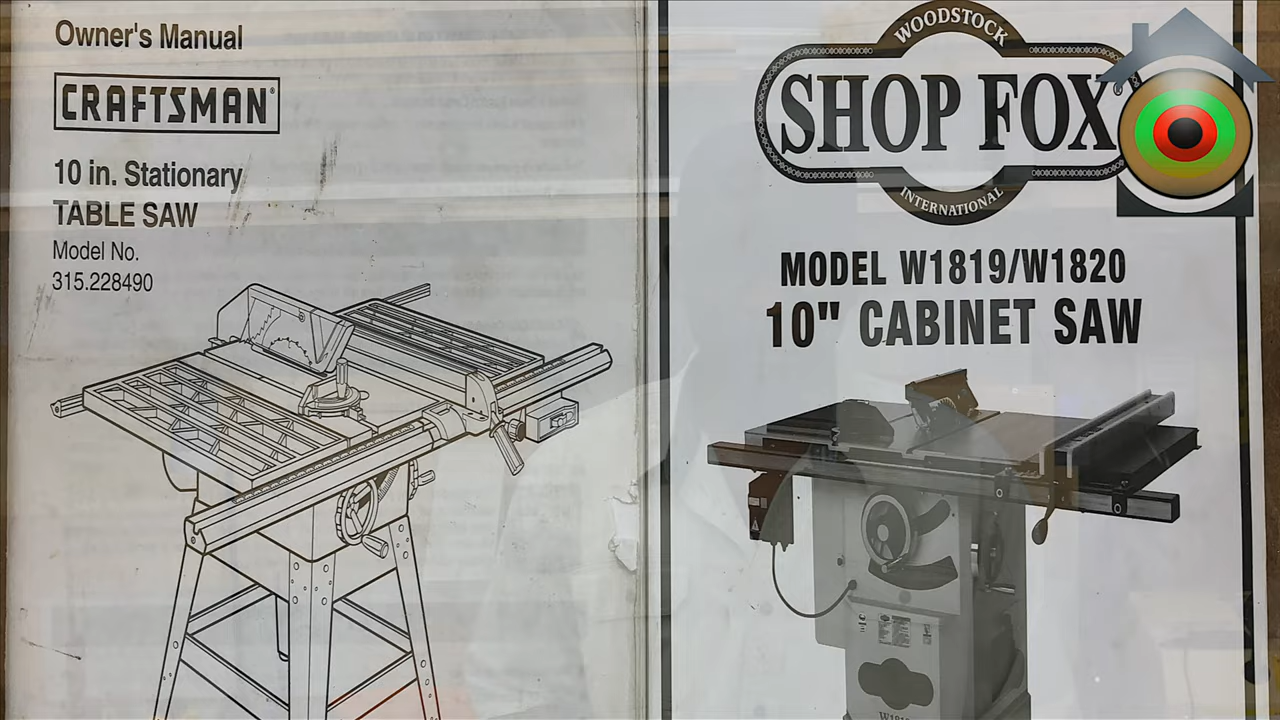 Owner's Manual
CRAFTSMAN®
10 in. Stationary
TABLE SAW
Model No.
315.228490
WOODSTOCK
SHOP FOX®
INTERNATIONAL
MODEL W1819/W1820
10" CABINET SAW